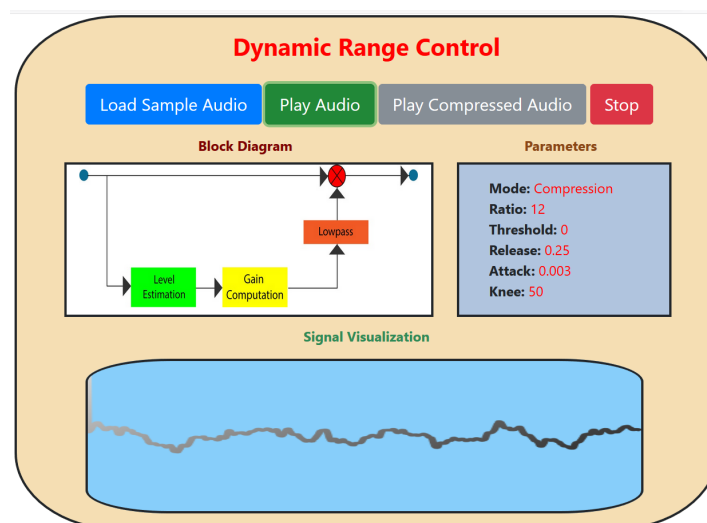 Dynamic Range Control
Load Sample Audio
Play Audio
Play Compressed Audio
Stop
Block Diagram
Parameters
X
Lowpass
Level
Estimation
Gain
Computation
Mode: Compression
Ratio: 12
Threshold: 0
Release: 0.25
Attack: 0.003
Knee: 50
Signal Visualization